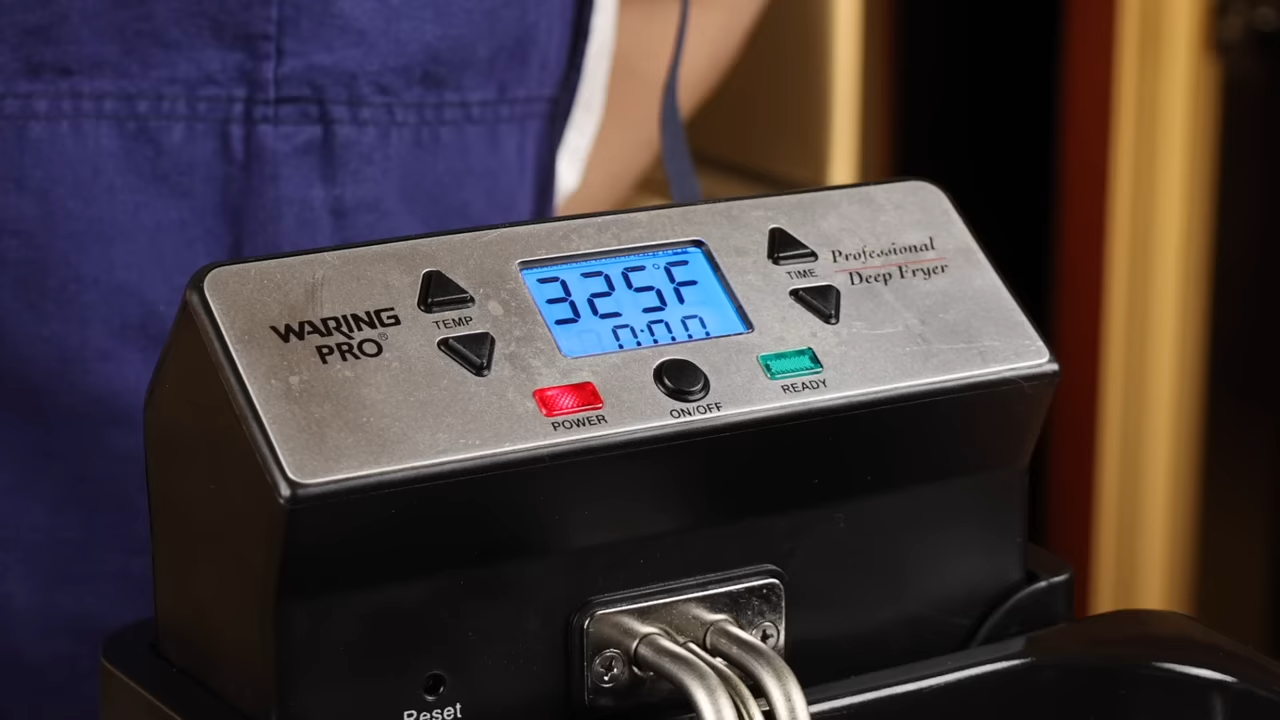 WARING
PRO®
TEMP
325°F
0:00
TIME
Professional
Deep Fryer
POWER
ON/OFF
READY
Reset